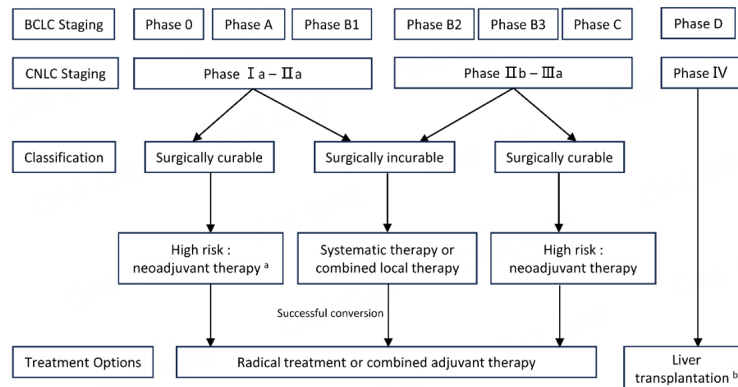 BCLC Staging
Phase 0
Phase A
Phase B1
Phase B2
Phase B3
Phase C
Phase D
CNLC Staging
Phase Ⅰa – Ⅱa
Phase Ⅱb – Ⅲa
Phase Ⅳ
Classification
Surgically curable
Surgically incurable
Surgically curable
High risk :
neoadjuvant therapy ᵃ
Systematic therapy or
combined local therapy
High risk :
neoadjuvant therapy
Successful conversion
Treatment Options
Radical treatment or combined adjuvant therapy
Liver
transplantation ᵇ